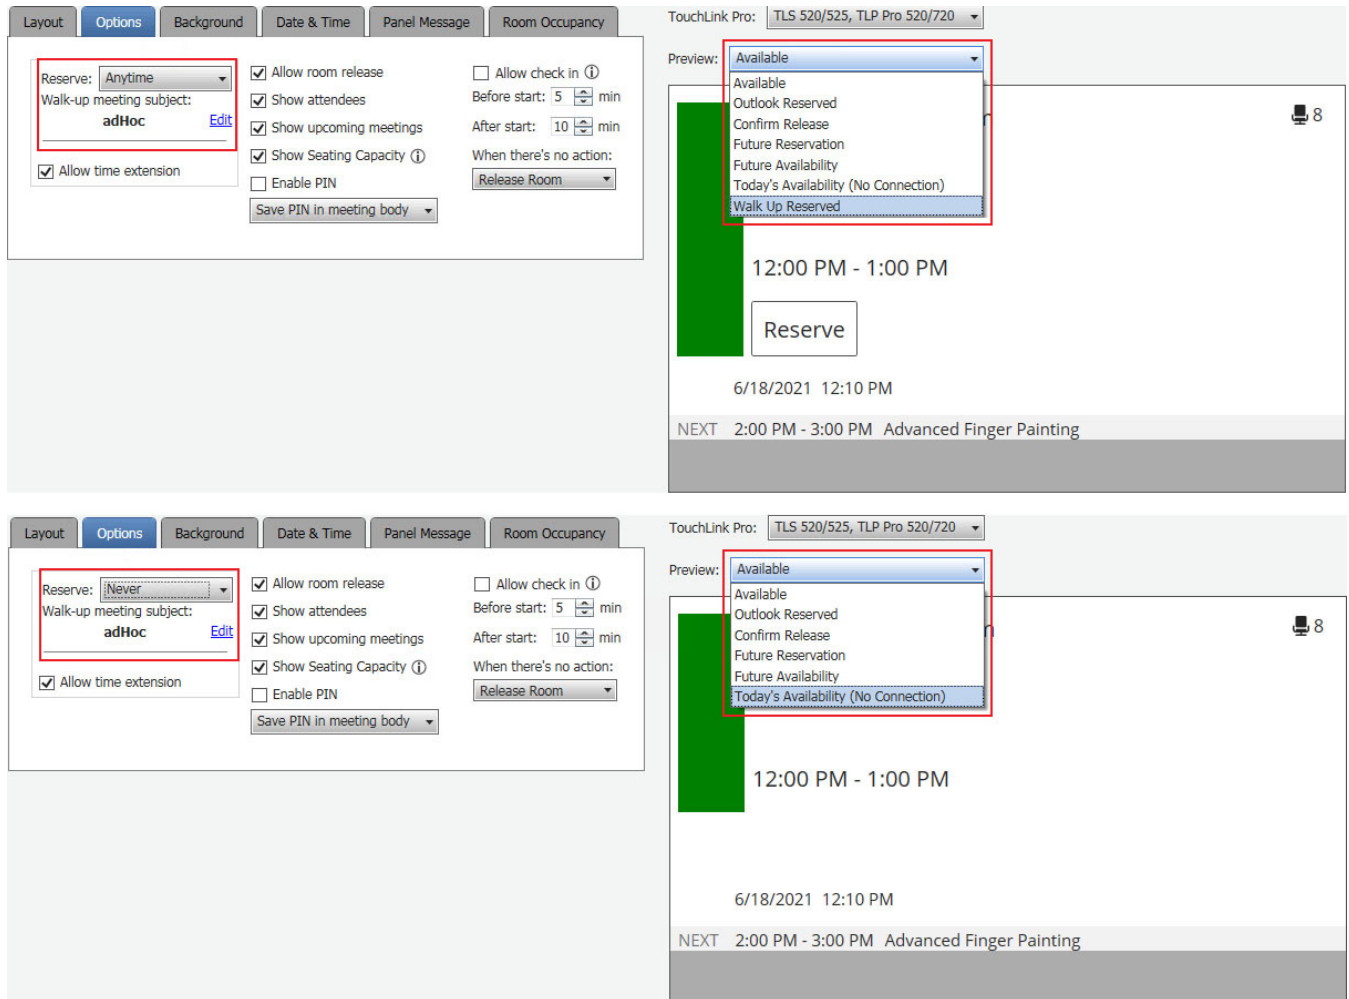 Layout Options Background Date & Time Panel Message Room Occupancy
Reserve: Anytime
Walk-up meeting subject:
adHoc Edit
Allow time extension
Allow room release
Show attendees
Show upcoming meetings
Show Seating Capacity
Enable PIN
Save PIN in meeting body
Allow check in
Before start: 5 min
After start: 10 min
When there's no action:
Release Room
TouchLink Pro: TLS 520/525, TLP Pro 520/720
Preview: Available
Available
Outlook Reserved
Confirm Release
Future Reservation
Future Availability
Today's Availability (No Connection)
Walk Up Reserved
8
12:00 PM - 1:00 PM
Reserve
6/18/2021 12:10 PM
NEXT 2:00 PM - 3:00 PM Advanced Finger Painting
Layout Options Background Date & Time Panel Message Room Occupancy
Reserve: Never
Walk-up meeting subject:
adHoc Edit
Allow time extension
Allow room release
Show attendees
Show upcoming meetings
Show Seating Capacity
Enable PIN
Save PIN in meeting body
Allow check in
Before start: 5 min
After start: 10 min
When there's no action:
Release Room
TouchLink Pro: TLS 520/525, TLP Pro 520/720
Preview: Available
Available
Outlook Reserved
Confirm Release
Future Reservation
Future Availability
Today's Availability (No Connection)
8
12:00 PM - 1:00 PM
6/18/2021 12:10 PM
NEXT 2:00 PM - 3:00 PM Advanced Finger Painting